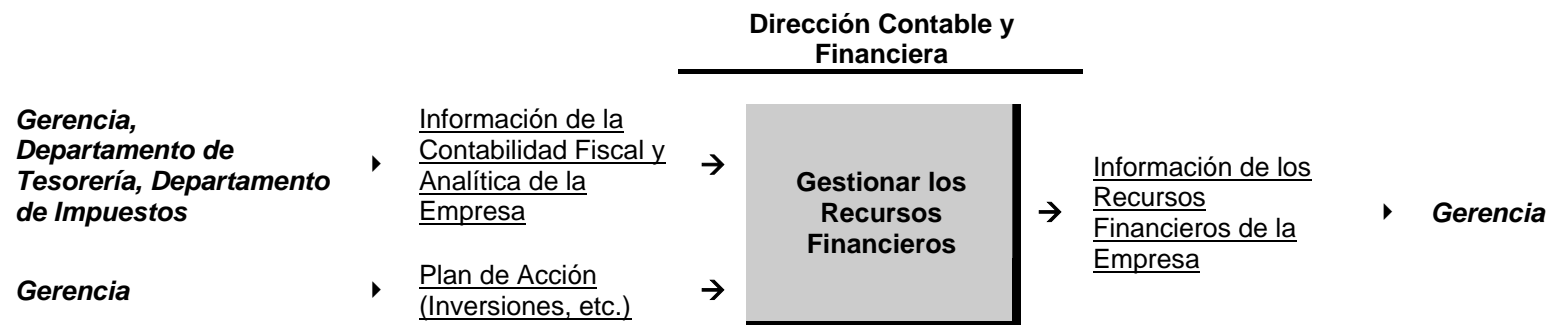 Dirección Contable y
Financiera
Gerencia,
Departamento de
Tesorería, Departamento
de Impuestos
Información de la
Contabilidad Fiscal y
Analítica de la
Empresa
Gestionar los
Recursos
Financieros
Información de los
Recursos
Financieros de la
Empresa
Gerencia
Gerencia
Plan de Acción
(Inversiones, etc.)